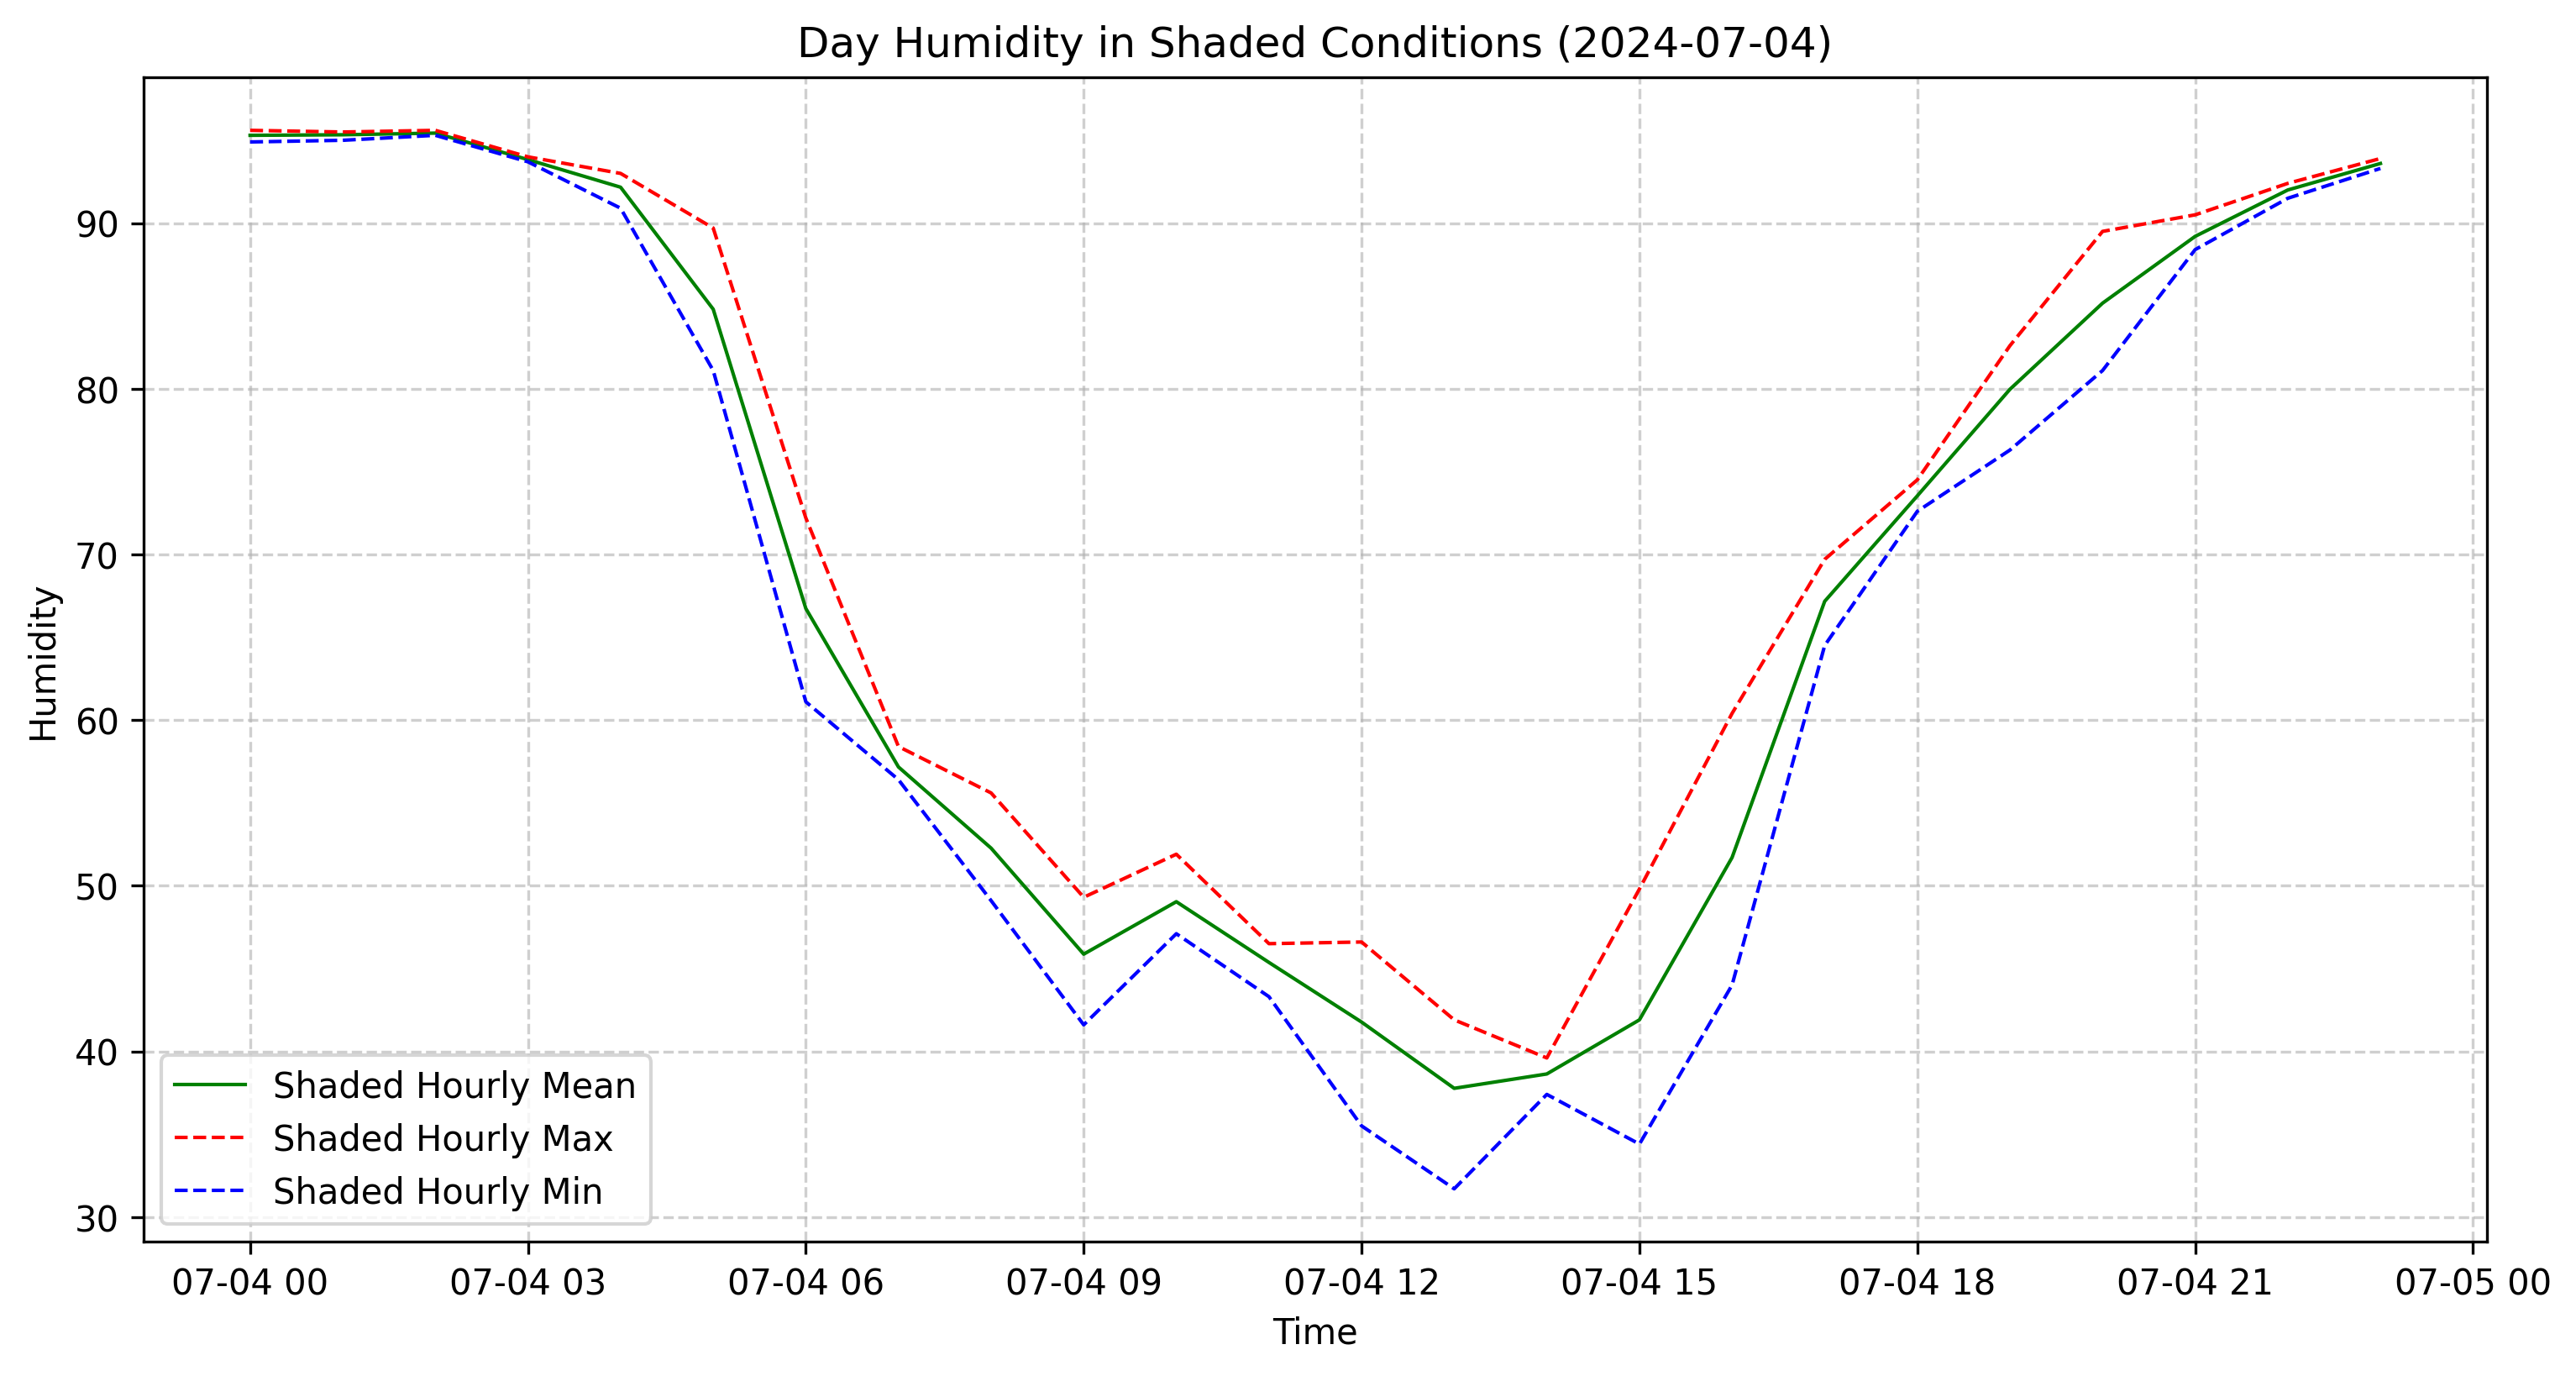 Day Humidity in Shaded Conditions (2024-07-04)
Humidity
90
80
70
60
50
40
30
Shaded Hourly Mean
Shaded Hourly Max
Shaded Hourly Min
07-04 00 07-04 03 07-04 06 07-04 09 07-04 12 07-04 15 07-04 18 07-04 21 07-05 00
Time